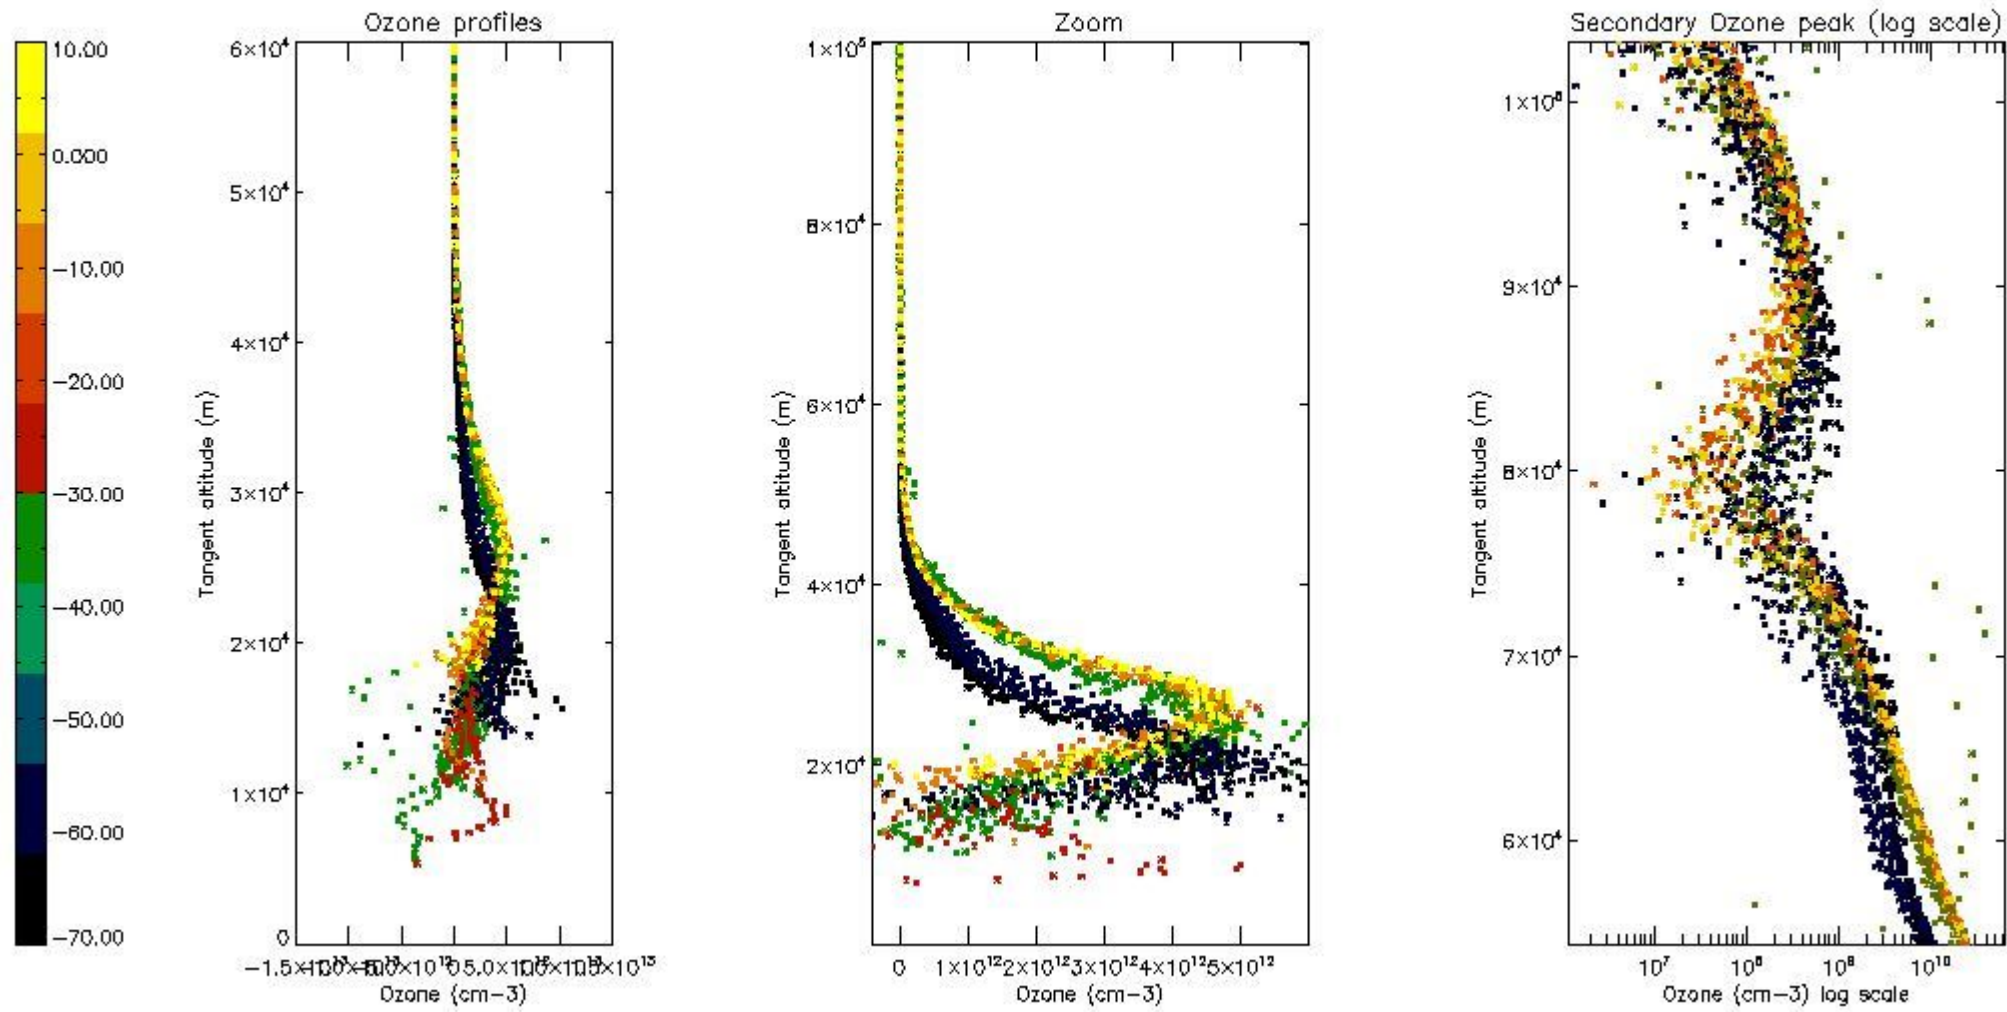 Ozone profiles
Zoom
Secondary Ozone peak (log scale)
10.00
0.000
−10.00
−20.00
−30.00
−40.00
−50.00
−60.00
−70.00
6×10⁴
5×10⁴
4×10⁴
3×10⁴
2×10⁴
1×10⁴
0
Tangent altitude (m)
Ozone (cm−3)
1×10⁵
8×10⁴
6×10⁴
4×10⁴
2×10⁴
Tangent altitude (m)
0 1×10¹² 2×10¹² 3×10¹² 4×10¹² 5×10¹²
Ozone (cm−3)
1×10⁵
9×10⁴
8×10⁴
7×10⁴
6×10⁴
Tangent altitude (m)
10⁷ 10⁸ 10⁹ 10¹⁰
Ozone (cm−3) log scale